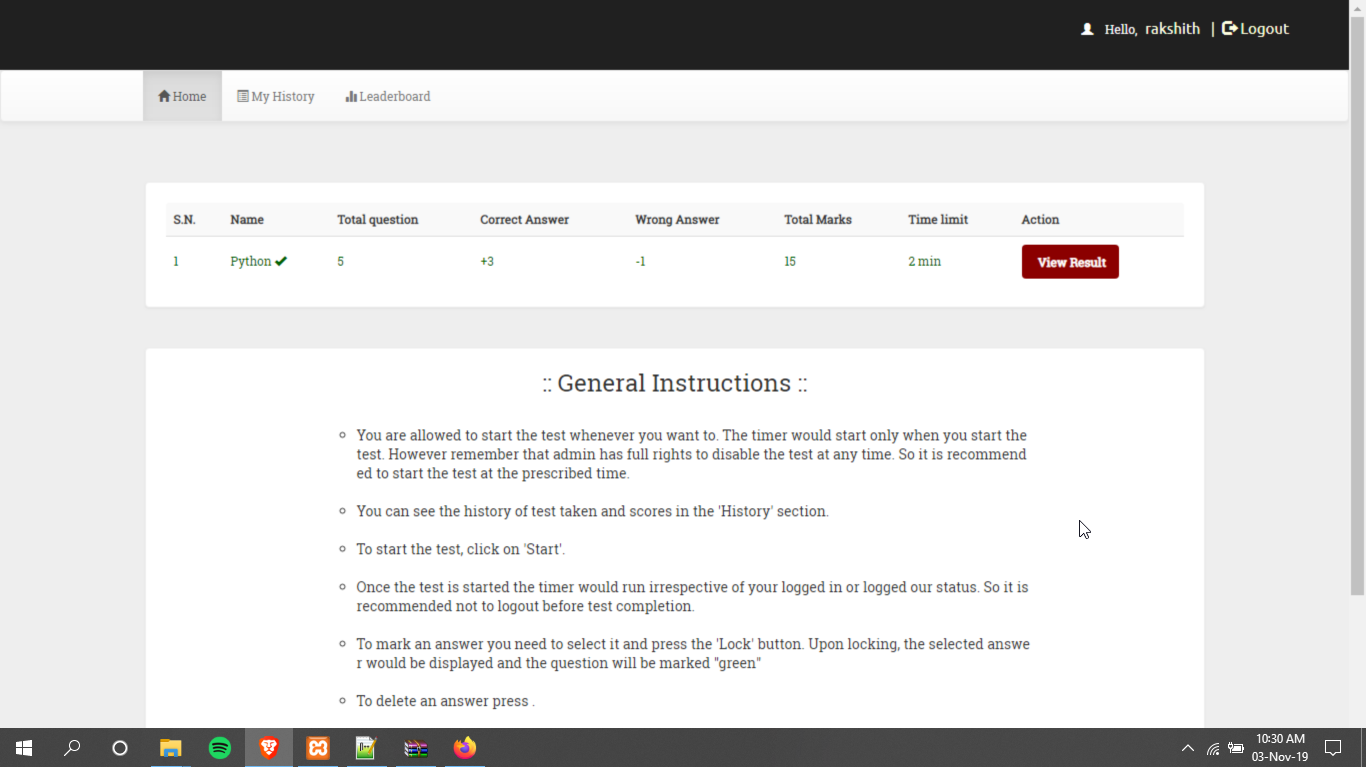 Hello, rakshith | Logout
Home My History Leaderboard
S.N. Name Total question Correct Answer Wrong Answer Total Marks Time limit Action
1 Python 5 +3 -1 15 2 min View Result
:: General Instructions ::
You are allowed to start the test whenever you want to. The timer would start only when you start the
test. However remember that admin has full rights to disable the test at any time. So it is recommend
ed to start the test at the prescribed time.
You can see the history of test taken and scores in the 'History' section.
To start the test, click on 'Start'.
Once the test is started the timer would run irrespective of your logged in or logged our status. So it is
recommended not to logout before test completion.
To mark an answer you need to select it and press the 'Lock' button. Upon locking, the selected answe
r would be displayed and the question will be marked "green"
To delete an answer press .
10:30 AM
03-Nov-19